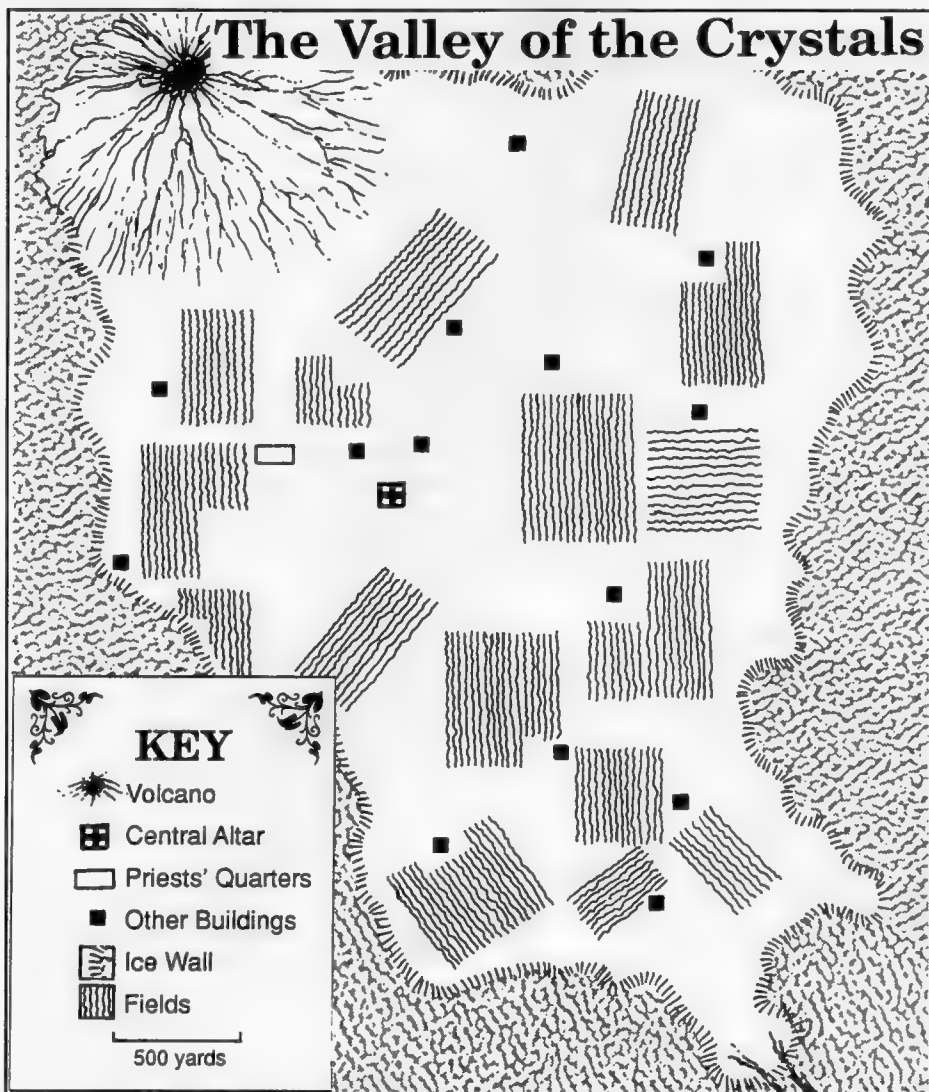 The Valley of the Crystals
KEY
Volcano
Central Altar
Priests' Quarters
Other Buildings
Ice Wall
Fields
500 yards